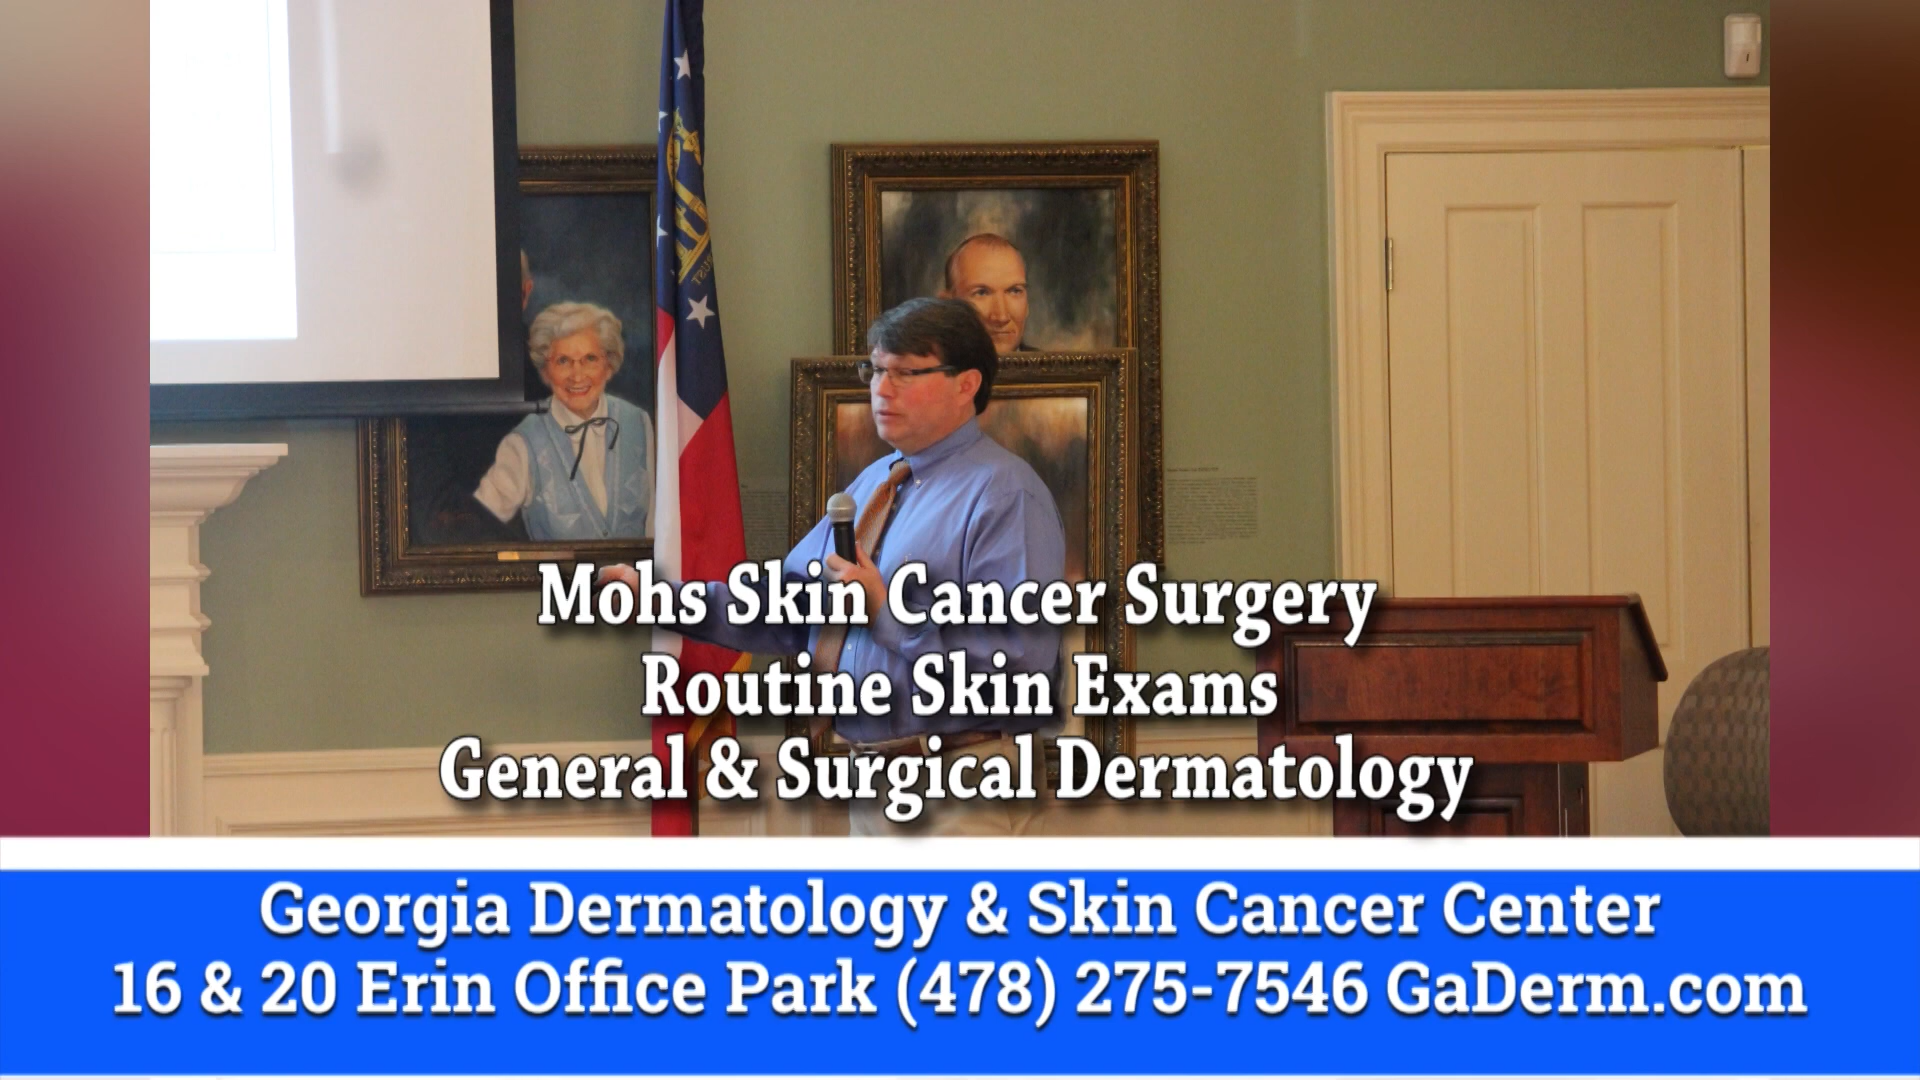 Mohs Skin Cancer Surgery
Routine Skin Exams
General & Surgical Dermatology
Georgia Dermatology & Skin Cancer Center
16 & 20 Erin Office Park (478) 275-7546 GaDerm.com